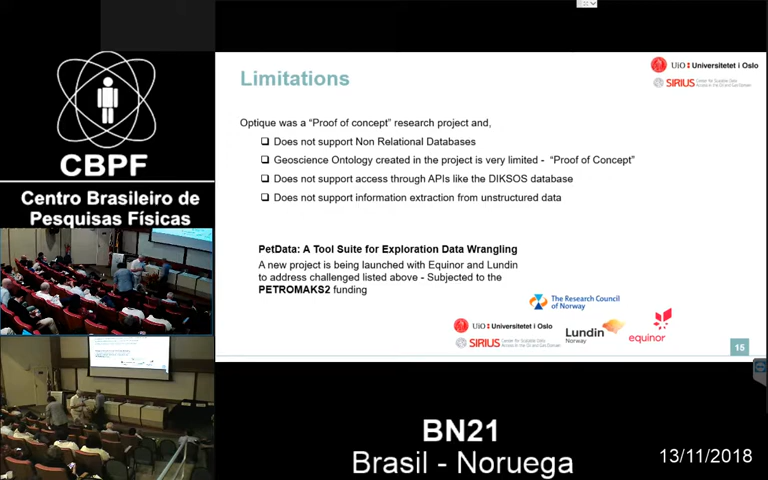 CBPF
Centro Brasileiro de
Pesquisas Físicas
Limitations
UiO Universitetet i Oslo
SIRIUS
Optique was a “Proof of concept” research project and,
Does not support Non Relational Databases
Geoscience Ontology created in the project is very limited - “Proof of Concept”
Does not support access through APIs like the DIKSOS database
Does not support information extraction from unstructured data
PetData: A Tool Suite for Exploration Data Wrangling
A new project is being launched with Equinor and Lundin
to address challenged listed above - Subjected to the
PETROMAKS2 funding
The Research Council
of Norway
UiO Universitetet i Oslo
SIRIUS
Lundin
Norway
equinor
15
BN21
Brasil - Noruega
13/11/2018